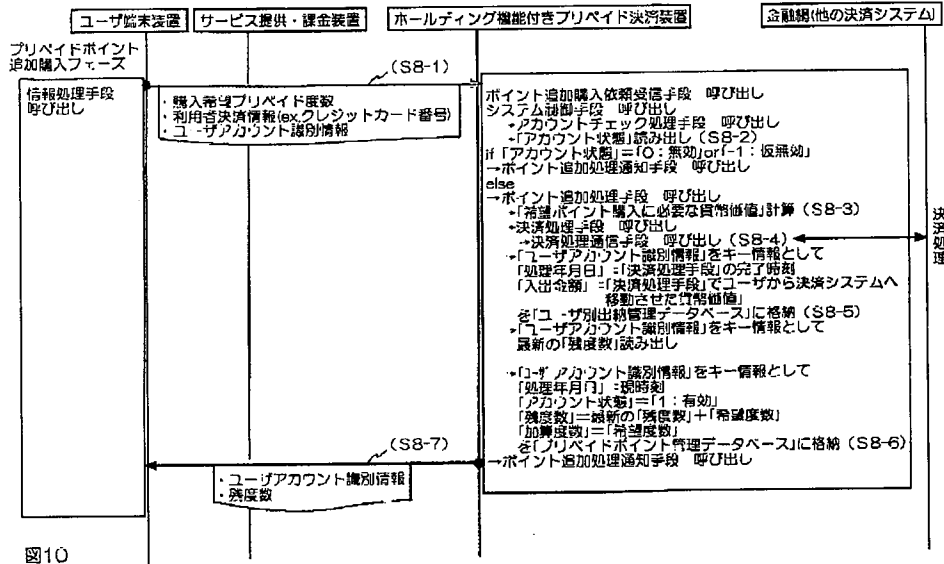 ユーザ端末装置
サービス提供・課金装置
ホールディング機能付きプリペイド決済装置
金融網(他の決済システム)
プリペイドポイント
追加購入フェーズ
(S8-1)
情報処理手段
呼び出し
・購入希望プリペイド度数
・利用者決済情報(ex.クレジットカード番号)
・ユーザアカウント識別情報
ポイント追加購入依頼受信手段 呼び出し
システム制御手段 呼び出し
→アカウントチェック処理手段 呼び出し
→「アカウント状態」読み出し(S8-2)
if「アカウント状態」=「0:無効」or「-1:仮無効」
→ポイント追加処理通知手段 呼び出し
else
→ポイント追加処理手段 呼び出し
→「希望ポイント購入に必要な貨幣価値」計算(S8-3)
→決済処理手段 呼び出し
→決済処理通信手段 呼び出し(S8-4)
決済処理
→「ユーザアカウント識別情報」をキー情報として
「処理年月日」=「決済処理手段」の完了時刻
「入出金額」=「決済処理手段」でユーザから決済システムへ
移動させた貨幣価値」
を「ユーザ別出納管理データベース」に格納(S8-5)
→「ユーザアカウント識別情報」をキー情報として
最新の「残度数」読み出し
→「ユーザアカウント識別情報」をキー情報として
「処理年月日」=現時刻
「アカウント状態」=「1:有効」
「残度数」=最新の「残度数」+「希望度数」
「加算度数」=「希望度数」
を「プリペイドポイント管理データベース」に格納(S8-6)
→ポイント追加処理通知手段 呼び出し
(S8-7)
・ユーザアカウント識別情報
・残度数
図10